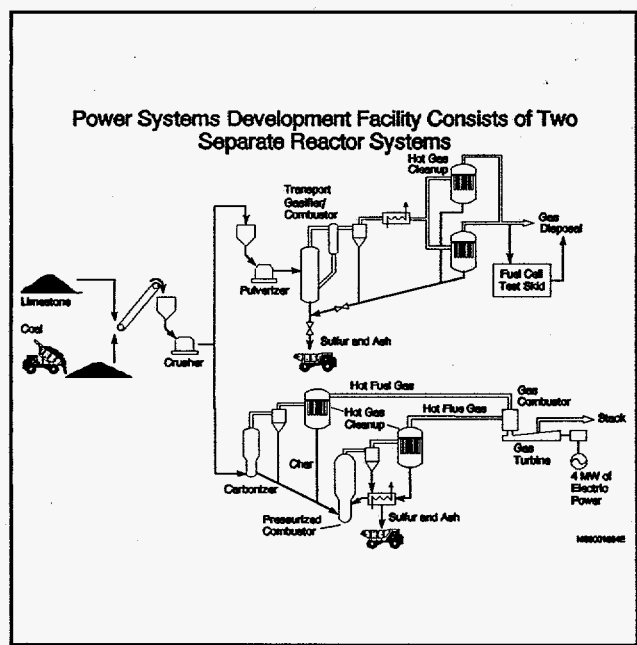 Power Systems Development Facility Consists of Two
Separate Reactor Systems
Hot Gas
Cleanup
Transport
Gasifier/
Combustor
Gas
Disposal
Pulverizer
Fuel Cell
Test Skid
Limestone
Coal
Crusher
Sulfur and Ash
Hot Fuel Gas
Gas
Combustor
Hot Gas
Cleanup
Hot Flue Gas
Stack
Gas
Turbine
Char
Carbonizer
4 MW of
Electric
Power
Sulfur and Ash
Pressurized
Combustor